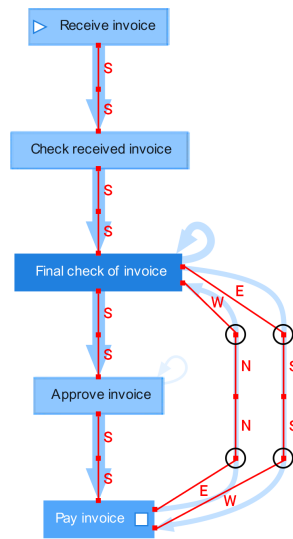 Receive invoice
S
S
Check received invoice
S
S
Final check of invoice
E
W
S
S
N
S
Approve invoice
N
S
S
S
E
W
Pay invoice